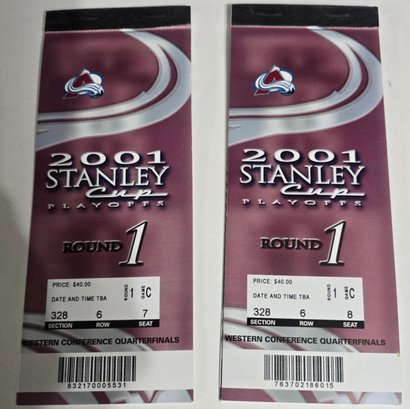 2001
STANLEY
Cup
PLAYOFFS
ROUND 1
PRICE: $40.00
DATE AND TIME TBA
ROUND 1
GAME C
328 6 7
SECTION ROW SEAT
WESTERN CONFERENCE QUARTERFINALS
832170005531
2001
STANLEY
Cup
PLAYOFFS
ROUND 1
PRICE: $40.00
DATE AND TIME TBA
ROUND 1
GAME C
328 6 8
SECTION ROW SEAT
WESTERN CONFERENCE QUARTERFINALS
763702186015